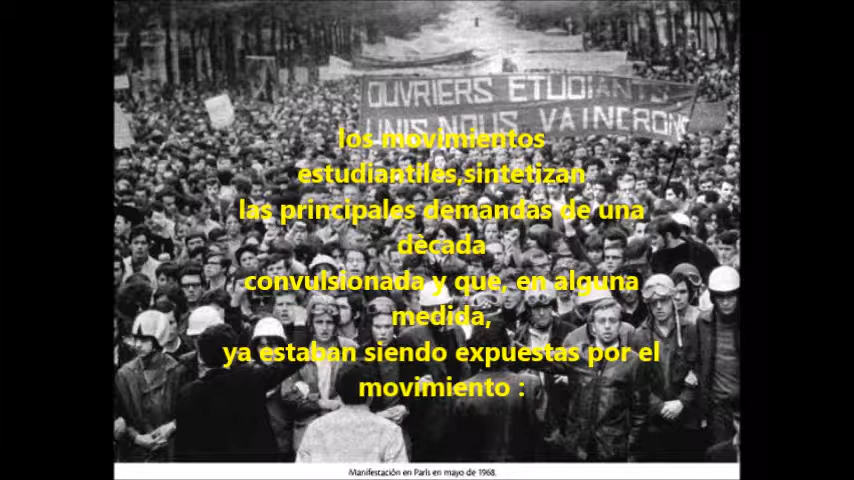 OUVRIERS ETUDIANTS
UNIS NOUS VAINCRONS
los movimientos
estudiantiles,sintetizan
las principales demandas de una
dècada
convulsionada y que, en alguna
medida,
ya estaban siendo expuestas por el
movimiento :
Manifestación en París en mayo de 1968.